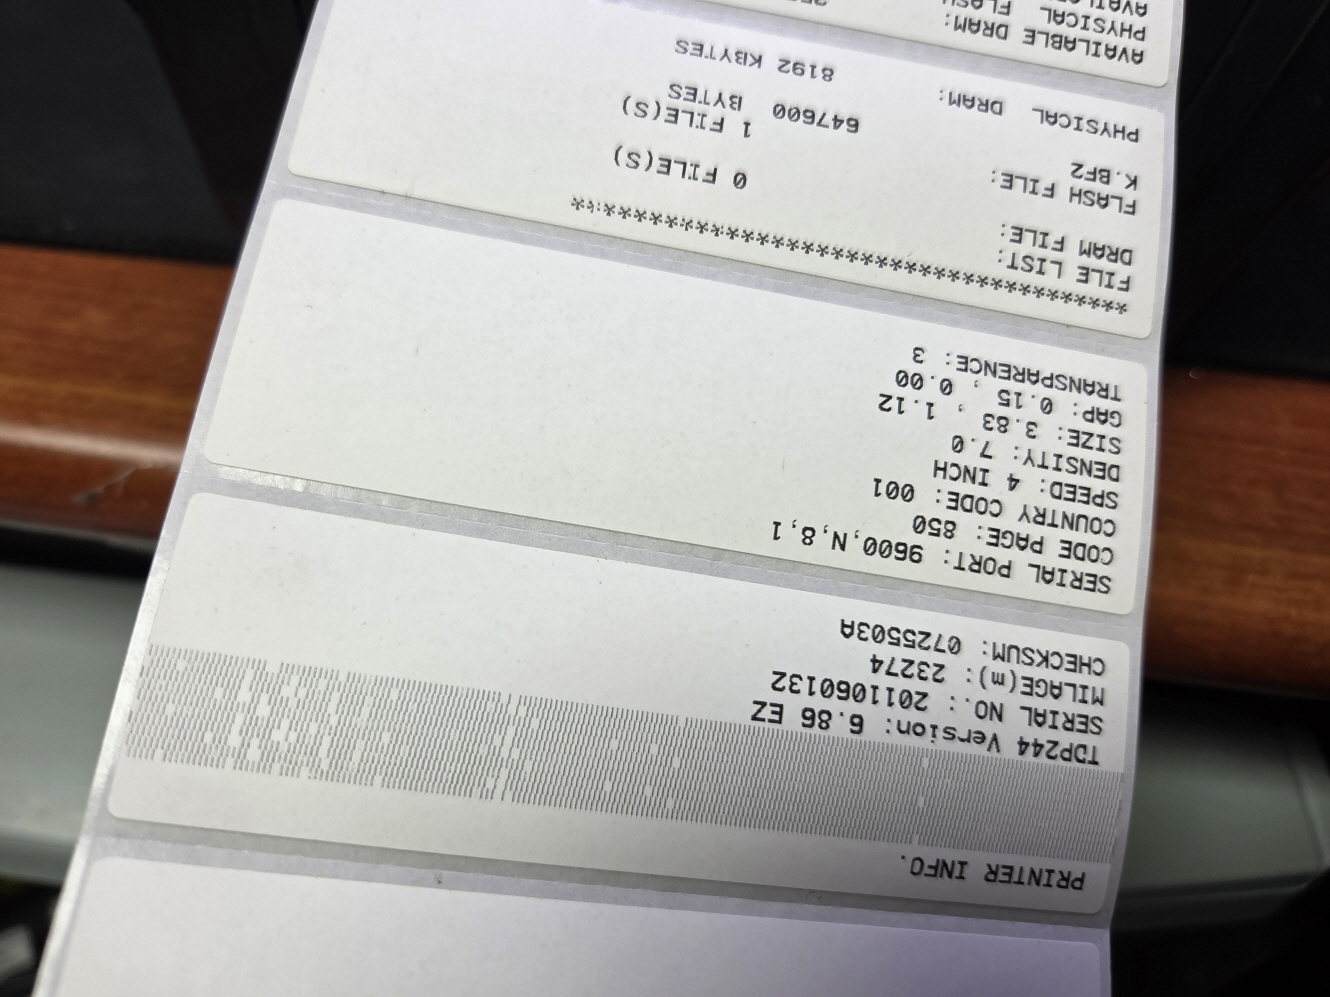 PRINTER INFO.
TDP244 Version: 6.86 EZ
SERIAL NO.: 2011060132
MILAGE(m): 23274
CHECKSUM: 0725503A
SERIAL PORT: 9600,N,8,1
CODE PAGE: 850
COUNTRY CODE: 001
SPEED: 4 INCH
DENSITY: 7.0
SIZE: 3.83 , 1.12
GAP: 0.15 , 0.00
TRANSPARENCE: 3
**************************************
FILE LIST:
DRAM FILE: 0 FILE(S)
FLASH FILE: 1 FILE(S)
K.BF2 647600 BYTES
PHYSICAL DRAM: 8192 KBYTES
AVAILABLE DRAM:
PHYSICAL FLASH